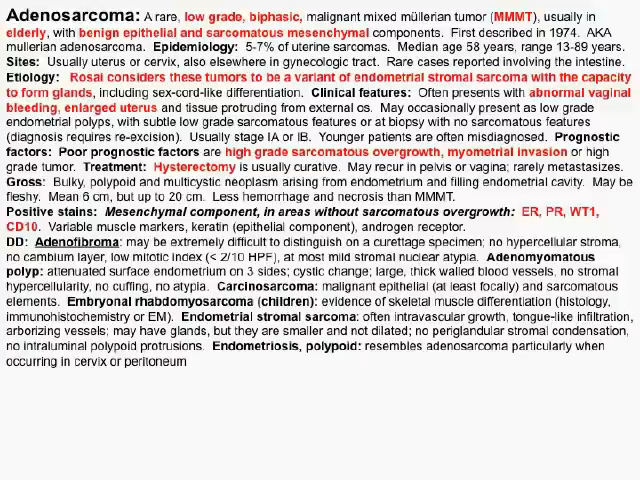 Adenosarcoma: A rare, low grade, biphasic, malignant mixed müllerian tumor (MMMT), usually in
elderly, with benign epithelial and sarcomatous mesenchymal components. First described in 1974. AKA
mullerian adenosarcoma. Epidemiology: 5-7% of uterine sarcomas. Median age 58 years, range 13-89 years.
Sites: Usually uterus or cervix, also elsewhere in gynecologic tract. Rare cases reported involving the intestine.
Etiology: Rosai considers these tumors to be a variant of endometrial stromal sarcoma with the capacity
to form glands, including sex-cord-like differentiation. Clinical features: Often presents with abnormal vaginal
bleeding, enlarged uterus and tissue protruding from external os. May occasionally present as low grade
endometrial polyps, with subtle low grade sarcomatous features or at biopsy with no sarcomatous features
(diagnosis requires re-excision). Usually stage IA or IB. Younger patients are often misdiagnosed. Prognostic
factors: Poor prognostic factors are high grade sarcomatous overgrowth, myometrial invasion or high
grade tumor. Treatment: Hysterectomy is usually curative. May recur in pelvis or vagina; rarely metastasizes.
Gross: Bulky, polypoid and multicystic neoplasm arising from endometrium and filling endometrial cavity. May be
fleshy. Mean 6 cm, but up to 20 cm. Less hemorrhage and necrosis than MMMT.
Positive stains: Mesenchymal component, in areas without sarcomatous overgrowth: ER, PR, WT1,
CD10. Variable muscle markers, keratin (epithelial component), androgen receptor.
DD: Adenofibroma: may be extremely difficult to distinguish on a curettage specimen; no hypercellular stroma,
no cambium layer, low mitotic index (< 2/10 HPF), at most mild stromal nuclear atypia. Adenomyomatous
polyp: attenuated surface endometrium on 3 sides; cystic change; large, thick walled blood vessels, no stromal
hypercellularity, no cuffing, no atypia. Carcinosarcoma: malignant epithelial (at least focally) and sarcomatous
elements. Embryonal rhabdomyosarcoma (children): evidence of skeletal muscle differentiation (histology,
immunohistochemistry or EM). Endometrial stromal sarcoma: often intravascular growth, tongue-like infiltration,
arborizing vessels; may have glands, but they are smaller and not dilated; no periglandular stromal condensation,
no intraluminal polypoid protrusions. Endometriosis, polypoid: resembles adenosarcoma particularly when
occurring in cervix or peritoneum